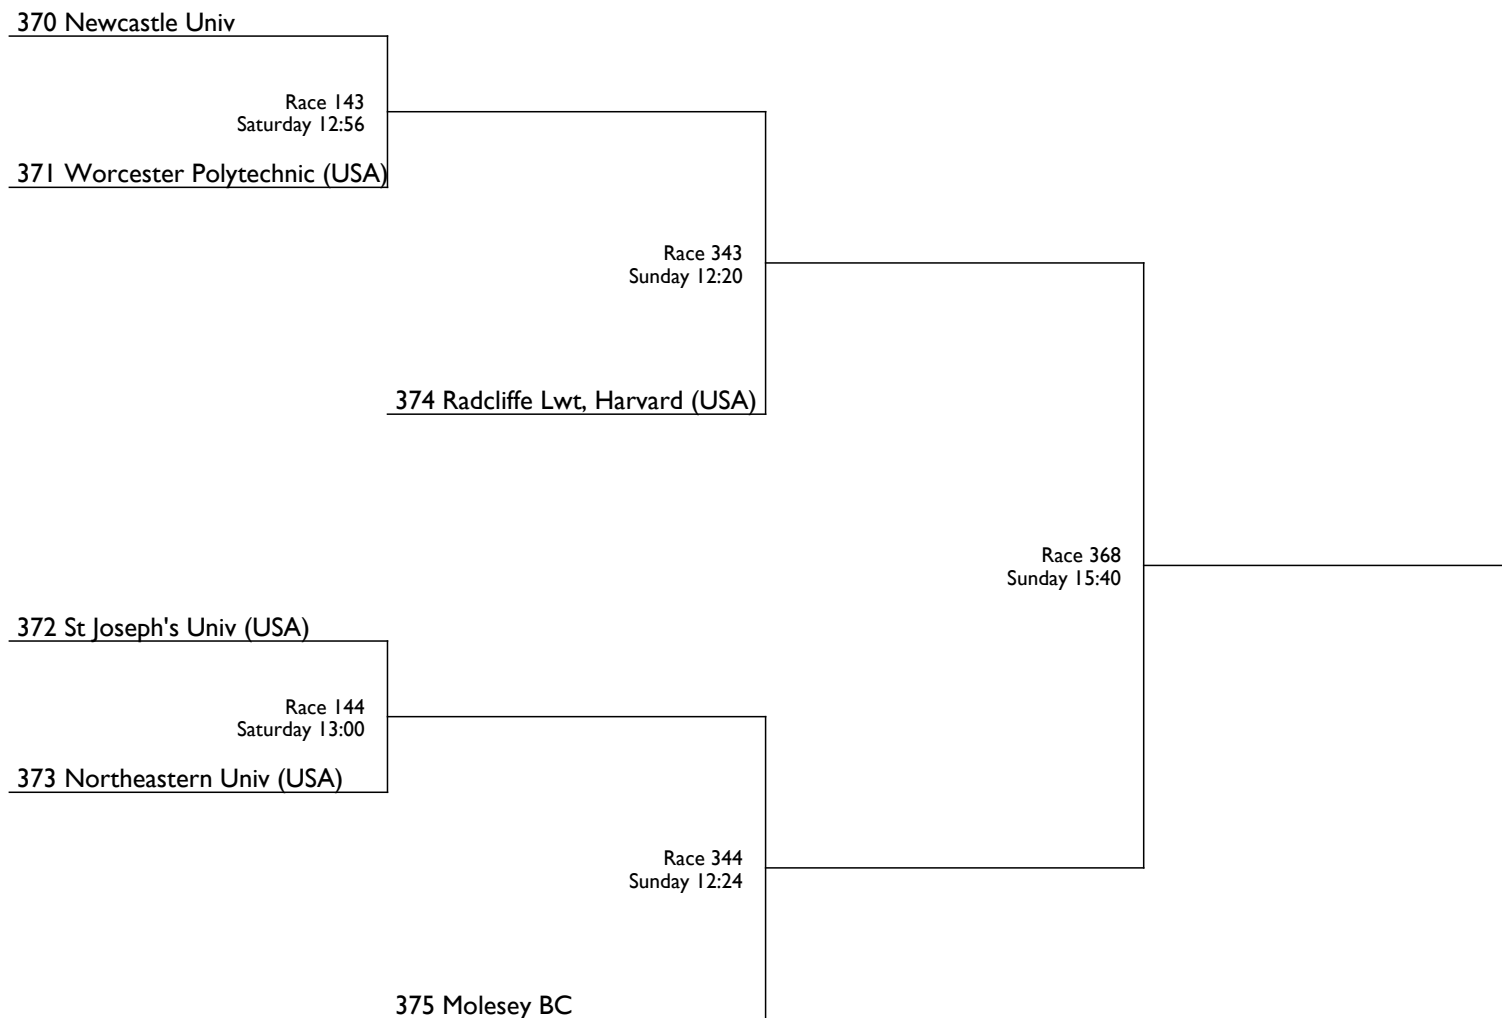 370 Newcastle Univ
Race 143
Saturday 12:56
371 Worcester Polytechnic (USA)
Race 343
Sunday 12:20
374 Radcliffe Lwt, Harvard (USA)
Race 368
Sunday 15:40
372 St Joseph's Univ (USA)
Race 144
Saturday 13:00
373 Northeastern Univ (USA)
Race 344
Sunday 12:24
375 Molesey BC